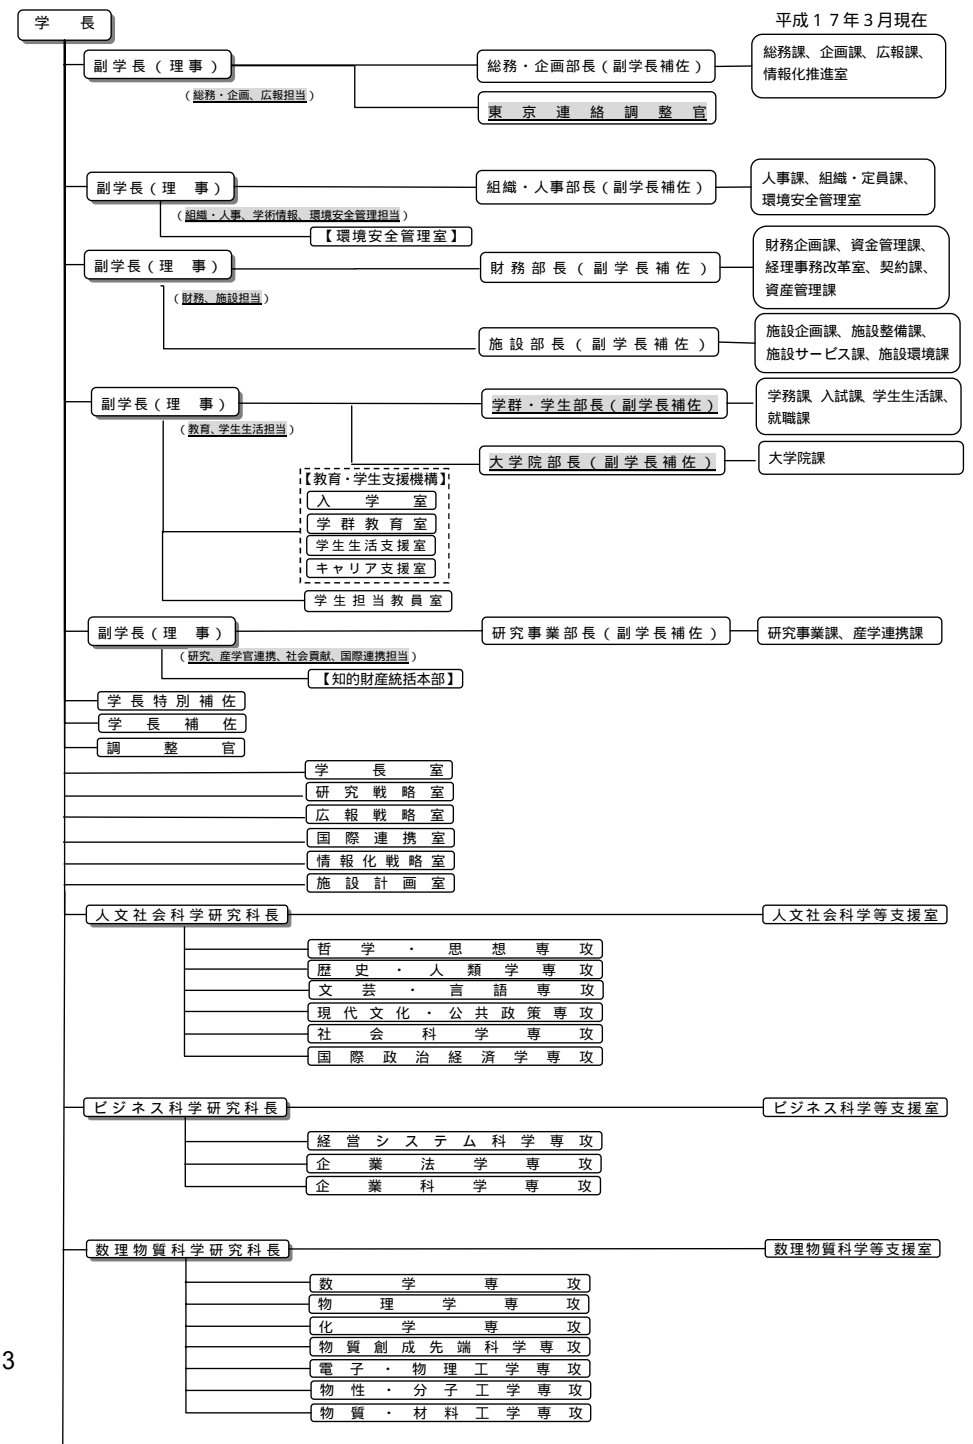 学長
平成17年3月現在
副学長(理事)
(総務・企画、広報担当)
総務・企画部長(副学長補佐)
総務課、企画課、広報課、
情報化推進室
東京連絡調整官
副学長(理 事)
(組織・人事、学術情報、環境安全管理担当)
【環境安全管理室】
組織・人事部長(副学長補佐)
人事課、組織・定員課、
環境安全管理室
副学長(理 事)
(財務、施設担当)
財務部長(副学長補佐)
財務企画課、資金管理課、
経理事務改革室、契約課、
資産管理課
施設部長(副学長補佐)
施設企画課、施設整備課、
施設サービス課、施設環境課
副学長(理 事)
(教育、学生生活担当)
学群・学生部長(副学長補佐)
学務課、入試課、学生生活課、
就職課
大学院部長(副学長補佐)
大学院課
【教育・学生支援機構】
入学室
学群教育室
学生生活支援室
キャリア支援室
学生担当教員室
副学長(理 事)
(研究、産学官連携、社会貢献、国際連携担当)
【知的財産統括本部】
研究事業部長(副学長補佐)
研究事業課、産学連携課
学長特別補佐
学長補佐
調整官
学長室
研究戦略室
広報戦略室
国際連携室
情報化戦略室
施設計画室
人文社会科学研究科長
人文社会科学等支援室
哲学・思想専攻
歴史・人類学専攻
文芸・言語専攻
現代文化・公共政策専攻
社会科学専攻
国際政治経済学専攻
ビジネス科学研究科長
ビジネス科学等支援室
経営システム科学専攻
企業法学専攻
企業科学専攻
数理物質科学研究科長
数理物質科学等支援室
数学専攻
物理学専攻
化学専攻
物質創成先端科学専攻
電子・物理工学専攻
物性・分子工学専攻
物質・材料工学専攻
3